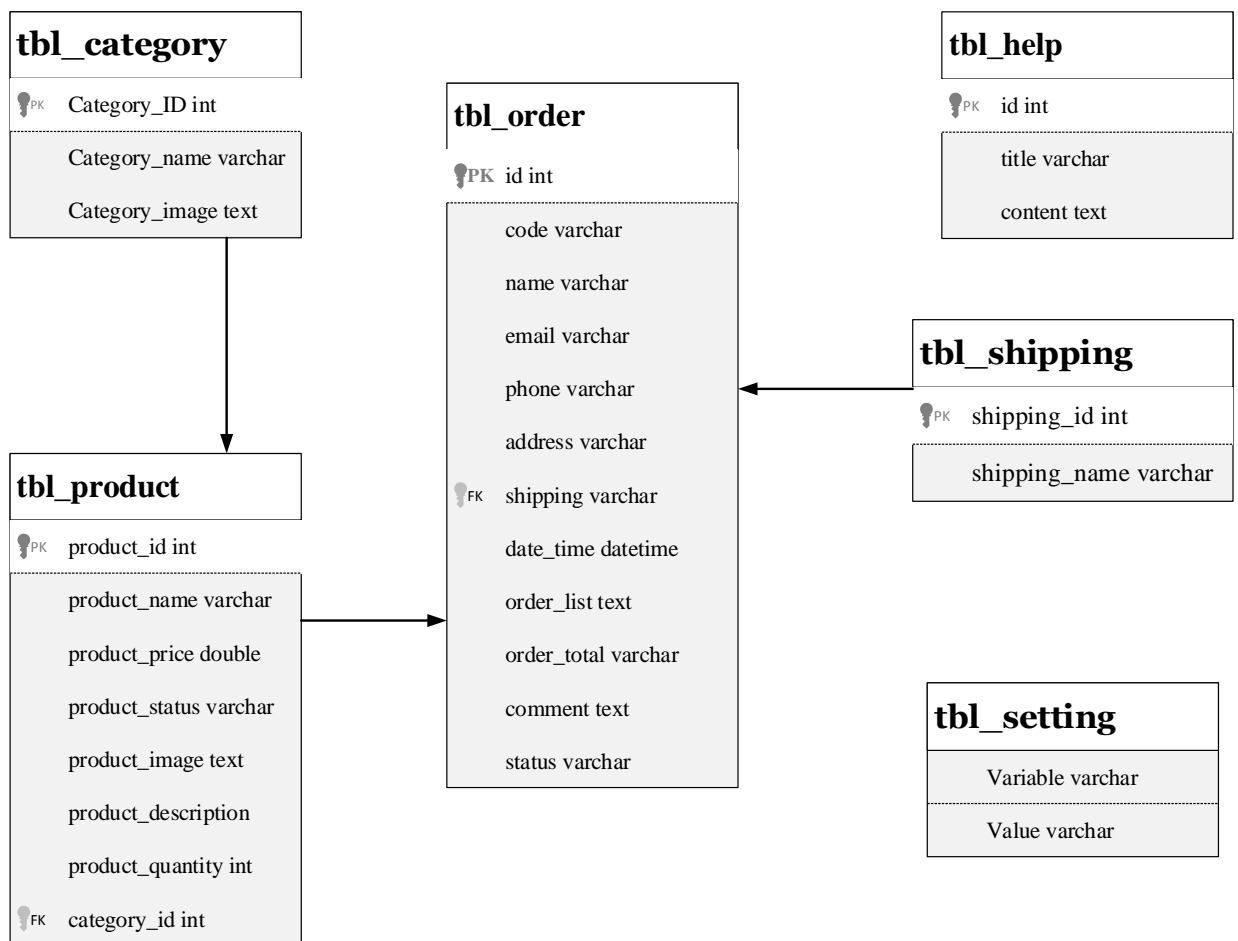 tbl_category
PK Category_ID int
Category_name varchar
Category_image text
tbl_product
PK product_id int
product_name varchar
product_price double
product_status varchar
product_image text
product_description
product_quantity int
FK category_id int
tbl_order
PK id int
code varchar
name varchar
email varchar
phone varchar
address varchar
FK shipping varchar
date_time datetime
order_list text
order_total varchar
comment text
status varchar
tbl_help
PK id int
title varchar
content text
tbl_shipping
PK shipping_id int
shipping_name varchar
tbl_setting
Variable varchar
Value varchar